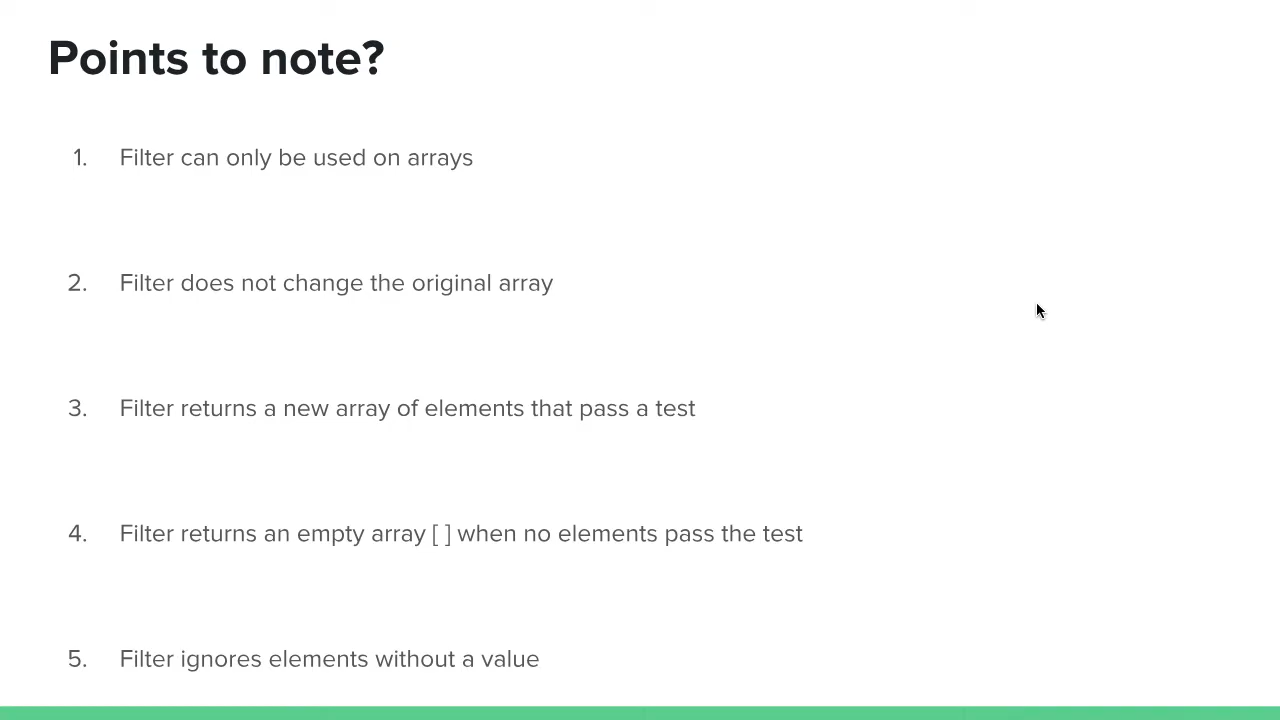 Points to note?
1. Filter can only be used on arrays
2. Filter does not change the original array
3. Filter returns a new array of elements that pass a test
4. Filter returns an empty array [ ] when no elements pass the test
5. Filter ignores elements without a value